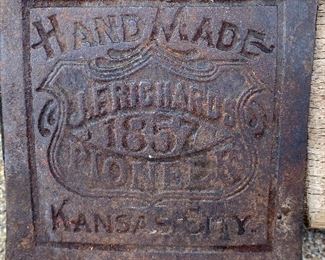 HAND MADE
J.F. RICHARDS
1857
PIONEER
KANSAS CITY.